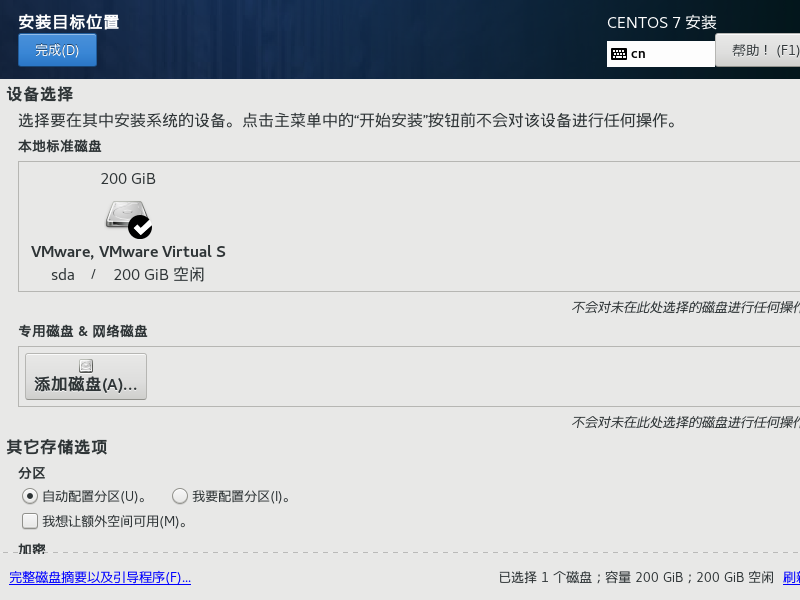 安装目标位置
CENTOS 7 安装
完成(D)
cn
帮助！ (F1)
设备选择
选择要在其中安装系统的设备。点击主菜单中的“开始安装”按钮前不会对该设备进行任何操作。
本地标准磁盘
200 GiB
VMware, VMware Virtual S
sda / 200 GiB 空闲
不会对未在此处选择的磁盘进行任何操作
专用磁盘 & 网络磁盘
添加磁盘(A)...
不会对未在此处选择的磁盘进行任何操作
其它存储选项
分区
自动配置分区(U)。 我要配置分区(I)。
我想让额外空间可用(M)。
加密
完整磁盘摘要以及引导程序(F)...
已选择 1 个磁盘；容量 200 GiB；200 GiB 空闲 刷新